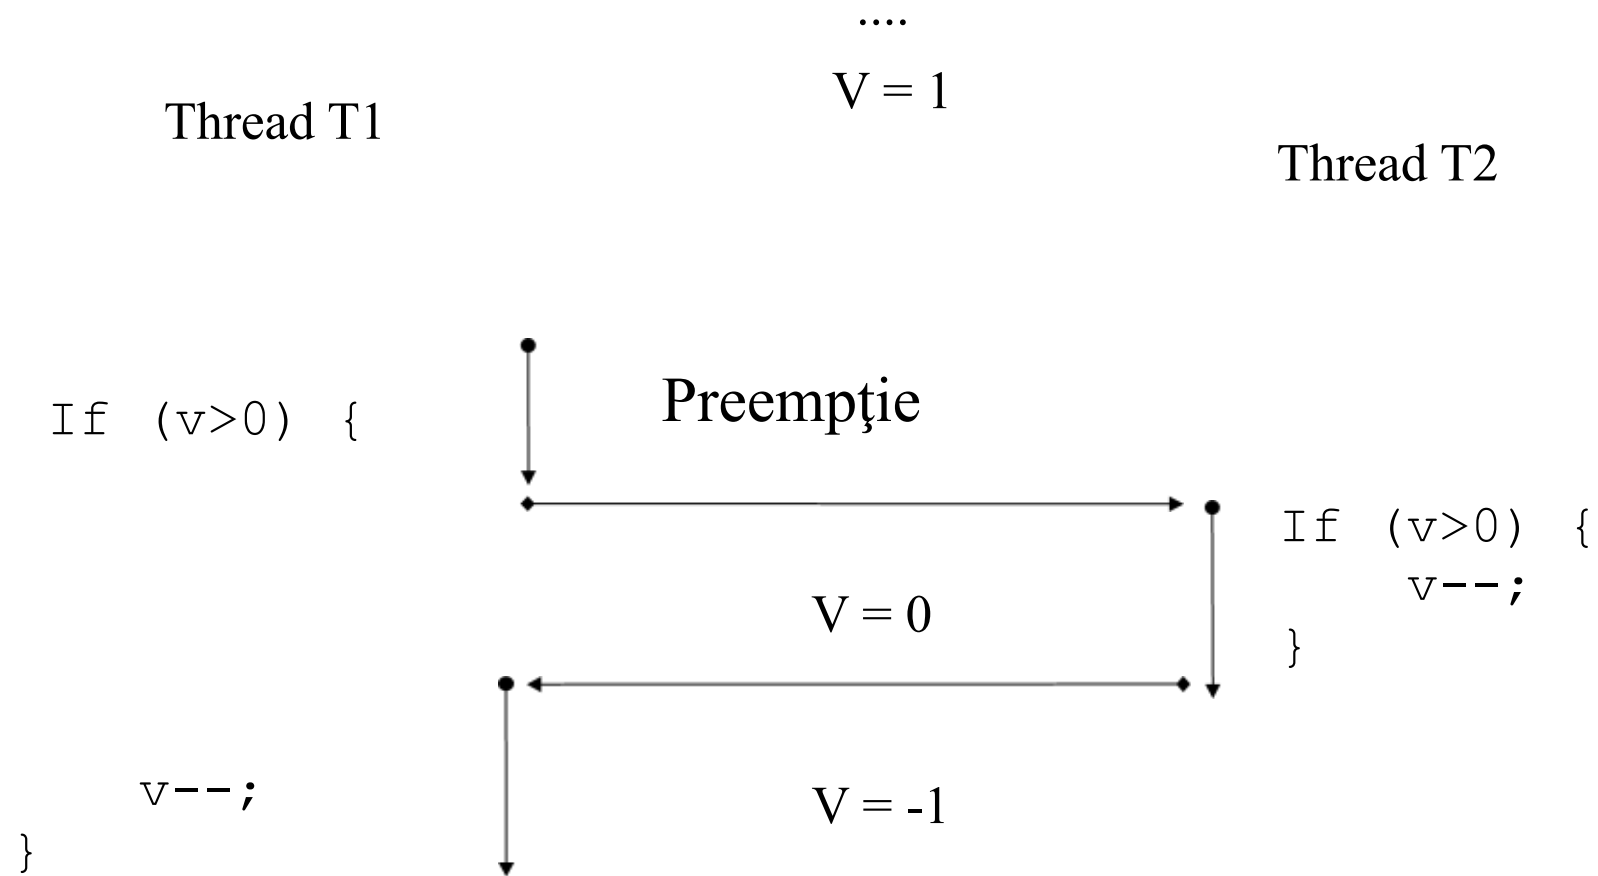 ....
V = 1
Thread T1
Thread T2
Preempţie
If (v>0) {
If (v>0) {
v--;
V = 0
}
v--;
V = -1
}